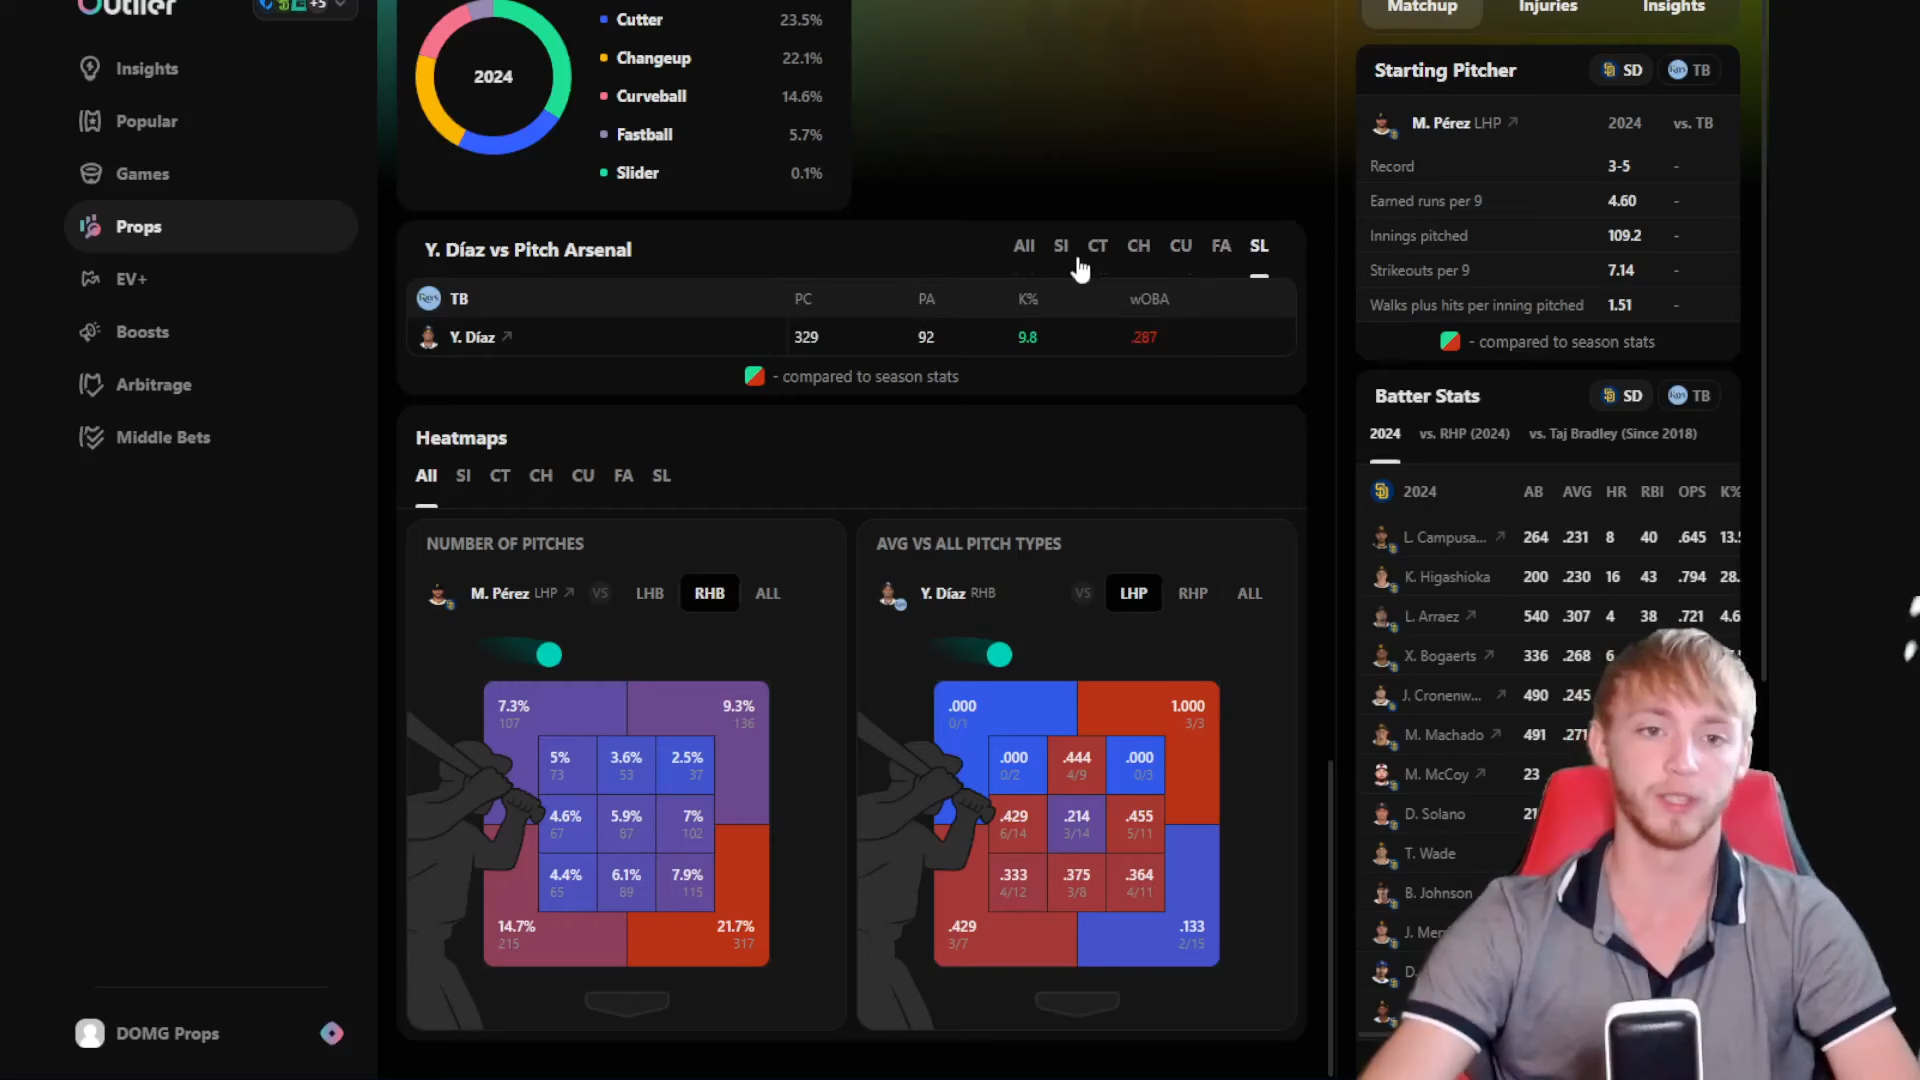 Outlier
+5
Insights
Popular
Games
Props
EV+
Boosts
Arbitrage
Middle Bets
DOMG Props
2024
Cutter 23.5%
Changeup 22.1%
Curveball 14.6%
Fastball 5.7%
Slider 0.1%
Y. Díaz vs Pitch Arsenal
All SI CT CH CU FA SL
Rays TB PC PA K% wOBA
Y. Díaz 329 92 9.8 .287
- compared to season stats
Heatmaps
All SI CT CH CU FA SL
NUMBER OF PITCHES
M. Pérez LHP VS LHB RHB ALL
7.3% 9.3%
107 136
5% 3.6% 2.5%
73 53 37
4.6% 5.9% 7%
67 87 102
4.4% 6.1% 7.9%
65 89 115
14.7% 21.7%
215 317
AVG VS ALL PITCH TYPES
Y. Díaz RHB VS LHP RHP ALL
.000 1.000
0/1 3/3
.000 .444 .000
0/2 4/9 0/3
.429 .214 .455
6/14 3/14 5/11
.333 .375 .364
4/12 3/8 4/11
.429 .133
3/7 2/15
Matchup Injuries Insights
Starting Pitcher SD Rays TB
M. Pérez LHP 2024 vs. TB
Record 3-5 -
Earned runs per 9 4.60 -
Innings pitched 109.2 -
Strikeouts per 9 7.14 -
Walks plus hits per inning pitched 1.51 -
- compared to season stats
Batter Stats SD Rays TB
2024 vs. RHP (2024) vs. Taj Bradley (Since 2018)
2024 AB AVG HR RBI OPS K%
L. Campusa... 264 .231 8 40 .645 13.
K. Higashioka 200 .230 16 43 .794 28.
L. Arraez 540 .307 4 38 .721 4.6
X. Bogaerts 336 .268 6
J. Cronenw... 490 .245
M. Machado 491 .271
M. McCoy 23
D. Solano 21
T. Wade
B. Johnson
J. Mer
D.